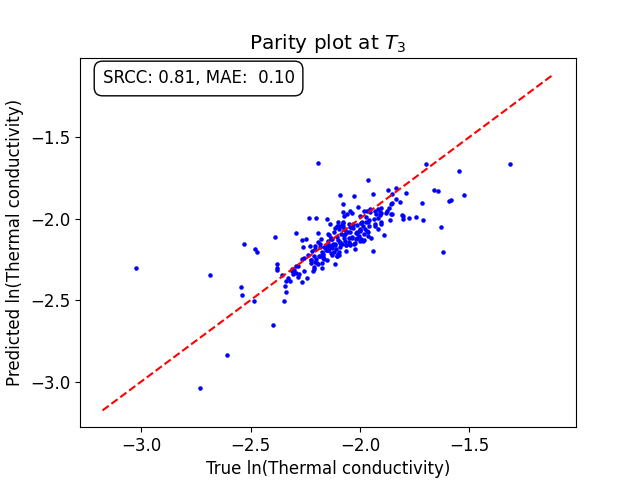 Parity plot at T₃
SRCC: 0.81, MAE:  0.10
Predicted ln(Thermal conductivity)
−1.5
−2.0
−2.5
−3.0
−3.0 −2.5 −2.0 −1.5
True ln(Thermal conductivity)